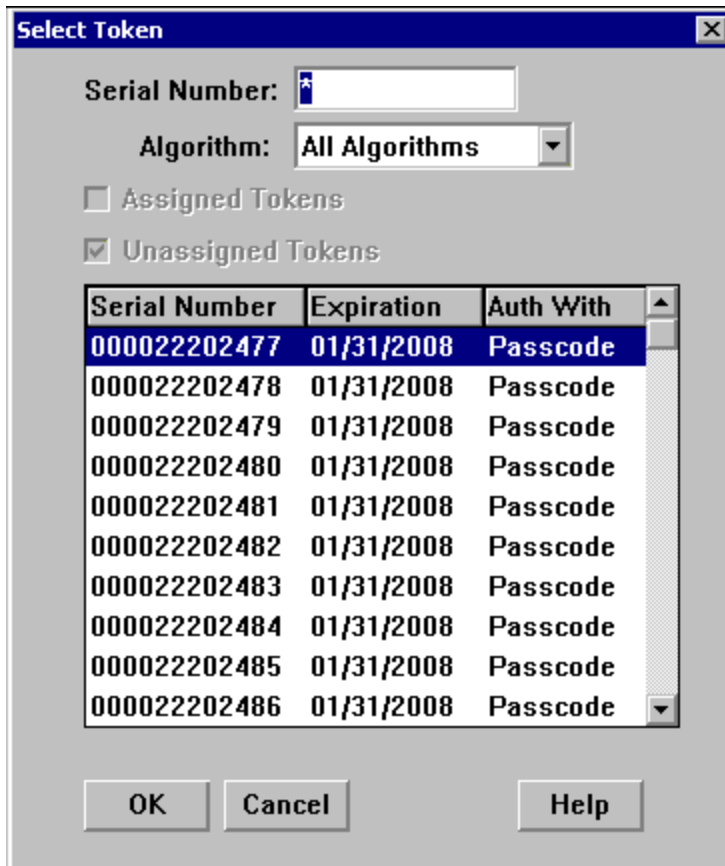 Select Token
Serial Number: *
Algorithm: All Algorithms
Assigned Tokens
Unassigned Tokens
Serial Number Expiration Auth With
000022202477 01/31/2008 Passcode
000022202478 01/31/2008 Passcode
000022202479 01/31/2008 Passcode
000022202480 01/31/2008 Passcode
000022202481 01/31/2008 Passcode
000022202482 01/31/2008 Passcode
000022202483 01/31/2008 Passcode
000022202484 01/31/2008 Passcode
000022202485 01/31/2008 Passcode
000022202486 01/31/2008 Passcode
OK Cancel Help